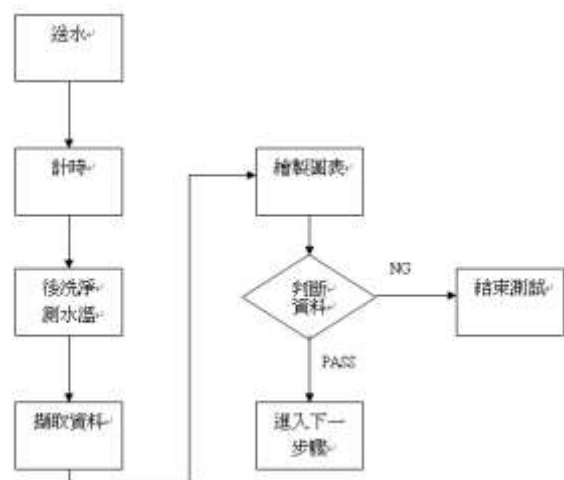 送水
計時
後洗淨
測水溫
擷取資料
繪製圖表
判斷
資料
NG
結束測試
PASS
進入下一
步驟